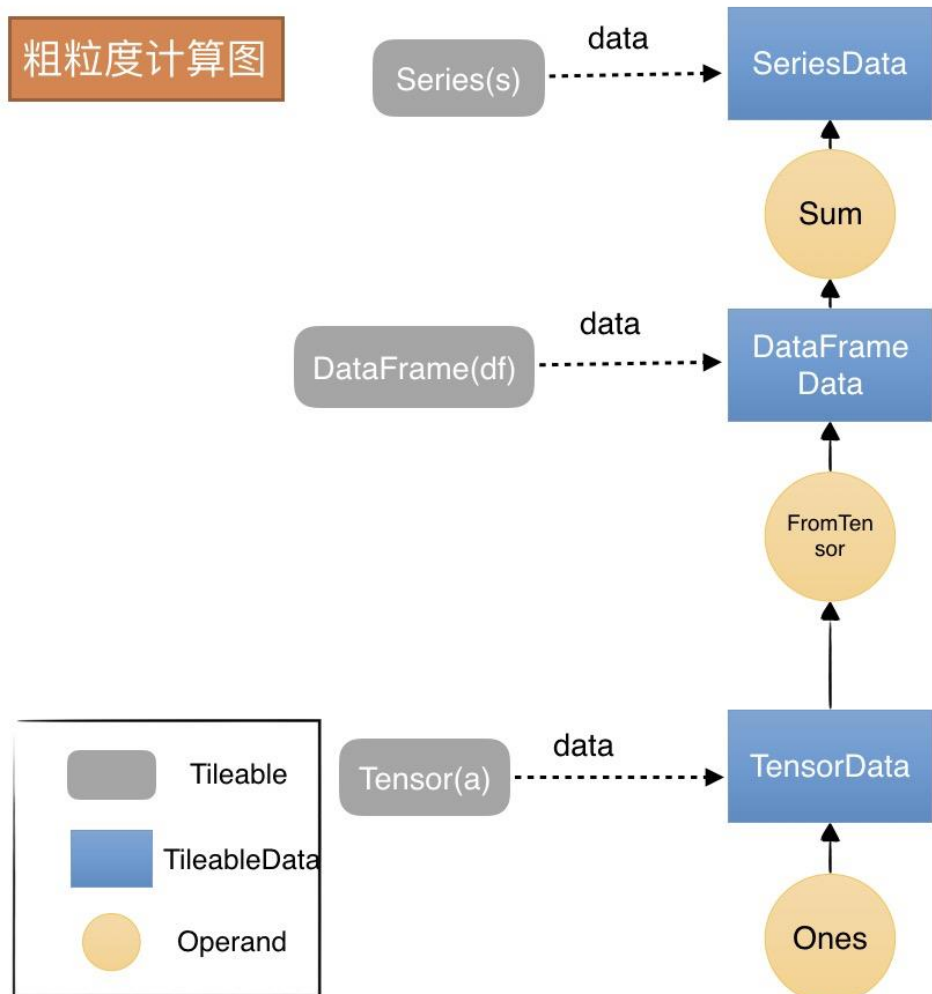 粗粒度计算图
data
Series(s)
SeriesData
Sum
data
DataFrame(df)
DataFrame
Data
FromTen
sor
data
Tensor(a)
TensorData
Tileable
TileableData
Operand
Ones